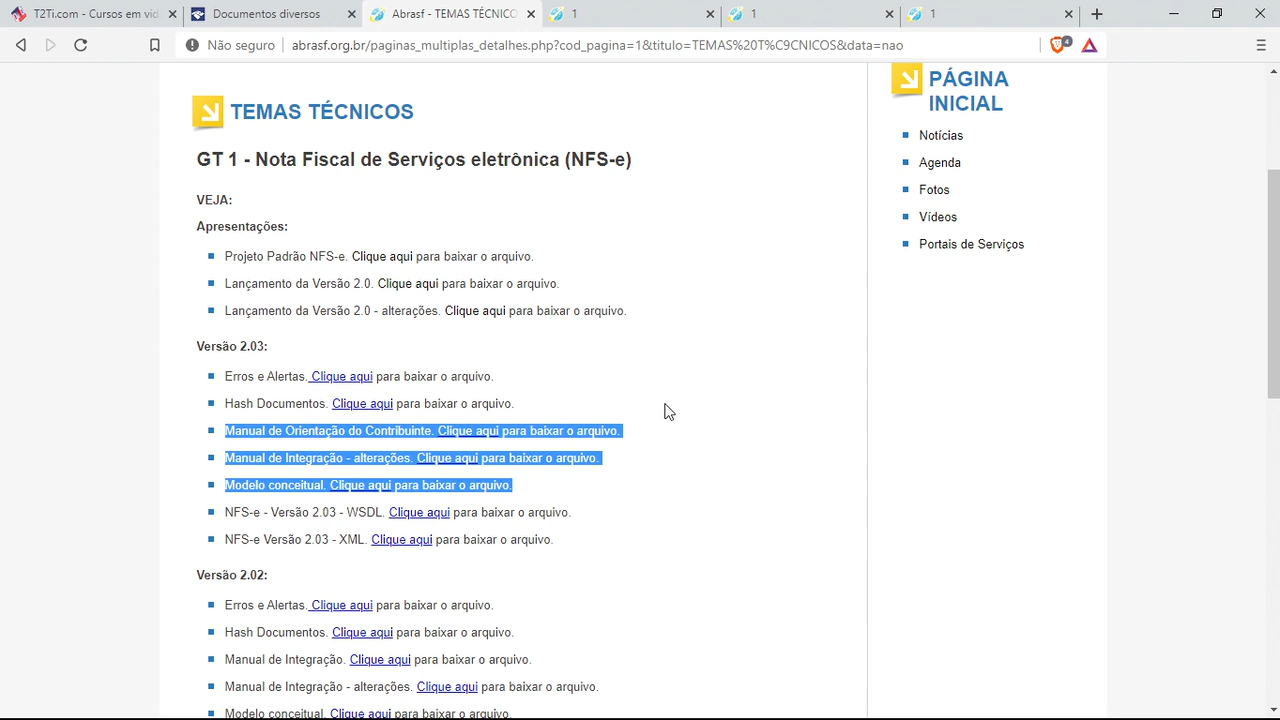 T2Ti.com - Cursos em vid
Documentos diversos
Abrasf - TEMAS TÉCNICO
1
1
1
Não seguro
abrasf.org.br/paginas_multiplas_detalhes.php?cod_pagina=1&titulo=TEMAS%20T%C9CNICOS&data=nao
4
TEMAS TÉCNICOS
GT 1 - Nota Fiscal de Serviços eletrônica (NFS-e)
VEJA:
Apresentações:
Projeto Padrão NFS-e. Clique aqui para baixar o arquivo.
Lançamento da Versão 2.0. Clique aqui para baixar o arquivo.
Lançamento da Versão 2.0 - alterações. Clique aqui para baixar o arquivo.
Versão 2.03:
Erros e Alertas. Clique aqui para baixar o arquivo.
Hash Documentos. Clique aqui para baixar o arquivo.
Manual de Orientação do Contribuinte. Clique aqui para baixar o arquivo.
Manual de Integração - alterações. Clique aqui para baixar o arquivo.
Modelo conceitual. Clique aqui para baixar o arquivo.
NFS-e - Versão 2.03 - WSDL. Clique aqui para baixar o arquivo.
NFS-e Versão 2.03 - XML. Clique aqui para baixar o arquivo.
Versão 2.02:
Erros e Alertas. Clique aqui para baixar o arquivo.
Hash Documentos. Clique aqui para baixar o arquivo.
Manual de Integração. Clique aqui para baixar o arquivo.
Manual de Integração - alterações. Clique aqui para baixar o arquivo.
Modelo conceitual. Clique aqui para baixar o arquivo.
PÁGINA
INICIAL
Notícias
Agenda
Fotos
Vídeos
Portais de Serviços